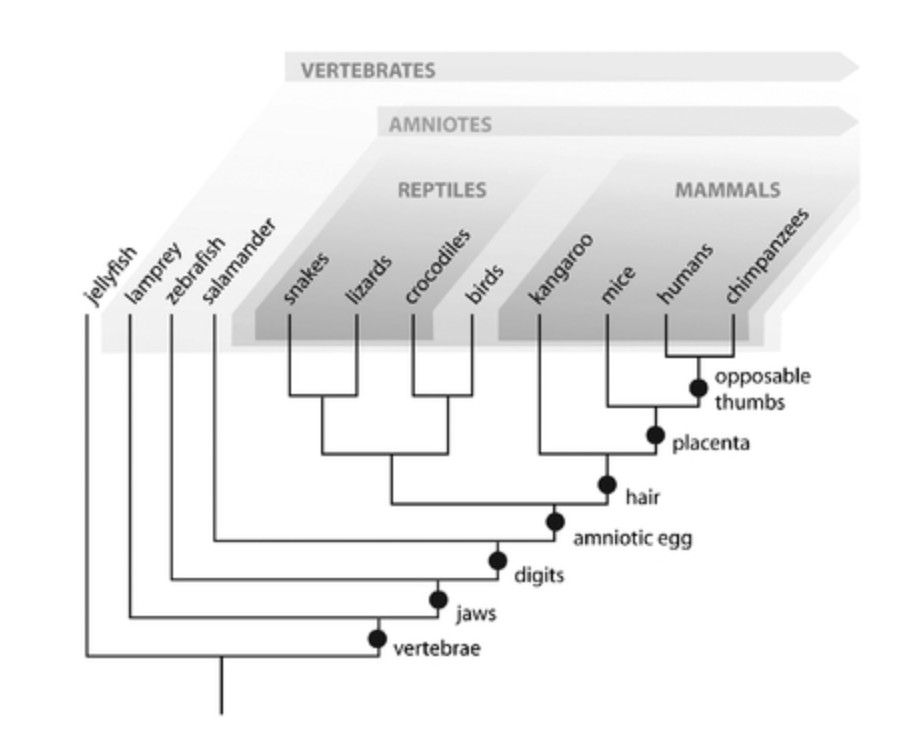 VERTEBRATES
AMNIOTES
REPTILES
MAMMALS
jellyfish
lamprey
zebrafish
salamander
snakes
lizards
crocodiles
birds
kangaroo
mice
humans
chimpanzees
opposable
thumbs
placenta
hair
amniotic egg
digits
jaws
vertebrae